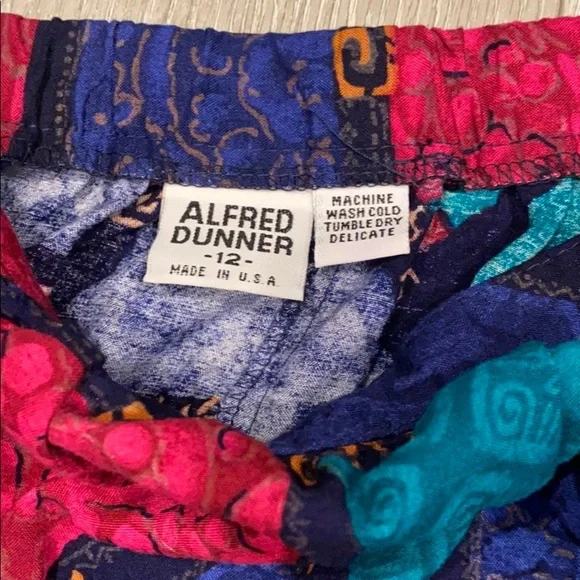 ALFRED
DUNNER
-12-
MADE IN U.S.A.
MACHINE
WASH COLD
TUMBLE DRY
DELICATE